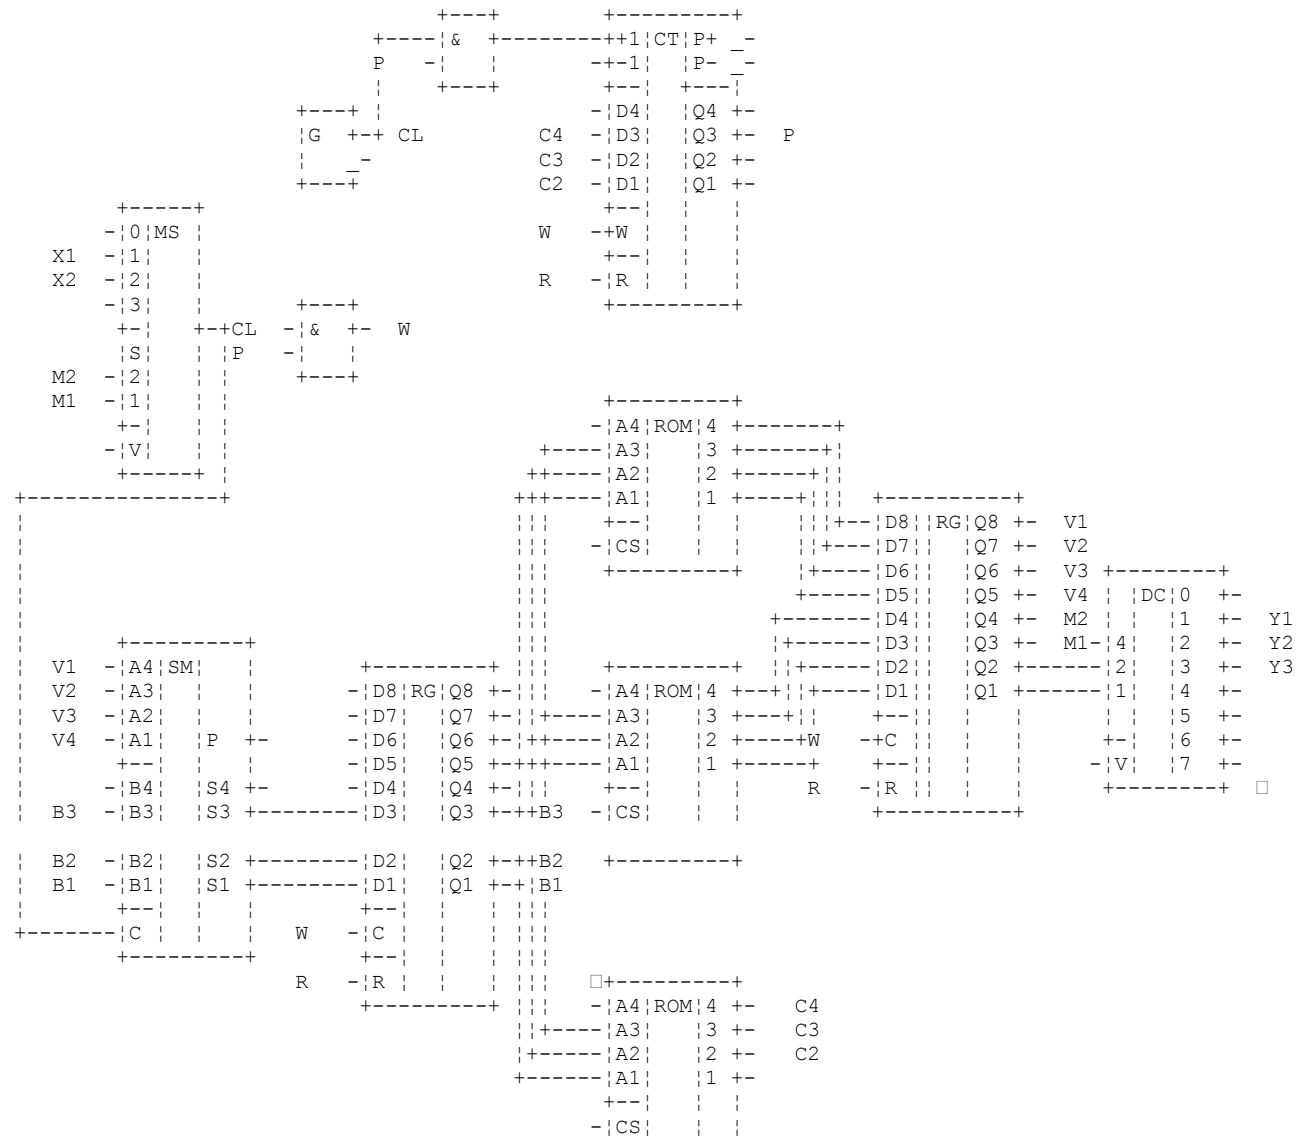 &
++1 CT P+ _-
P - -+-1 P- _-
-D4 Q4 +-
G +-+ CL C4 -D3 Q3 +- P
_- C3 -D2 Q2 +-
C2 -D1 Q1 +-
-0 MS W -+W
X1 -1
X2 -2 R -R
-3
CL - & +- W
S P -
M2 -2
M1 -1
-A4 ROM 4
-V A3 3
A2 2
A1 1
D8 RG Q8 +- V1
-CS D7 Q7 +- V2
D6 Q6 +- V3
D5 Q5 +- V4 DC 0 +-
D4 Q4 +- M2 1 +- Y1
D3 Q3 +- M1- 4 2 +- Y2
V1 -A4 SM D2 Q2 2 3 +- Y3
V2 -A3 -D8 RG Q8 +- -A4 ROM 4 D1 Q1 1 4 +-
V3 -A2 -D7 Q7 +- A3 3 5 +-
V4 -A1 P +- -D6 Q6 +- A2 2 W -+C 6 +-
-D5 Q5 +- A1 1 -V 7 +-
-B4 S4 +- -D4 Q4 +- R -R
B3 -B3 S3 D3 Q3 B3 -CS
B2 -B2 S2 D2 Q2 B2
B1 -B1 S1 D1 Q1 B1
C W -C
R -R
-A4 ROM 4 +- C4
A3 3 +- C3
A2 2 +- C2
A1 1 +-
-CS